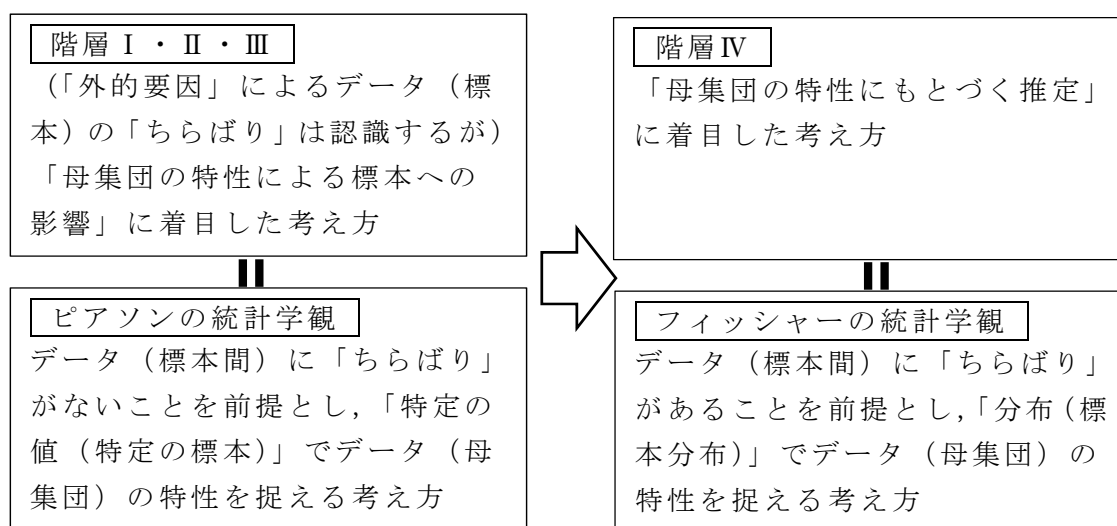 階層Ⅰ・Ⅱ・Ⅲ
(「外的要因」によるデータ(標
本)の「ちらばり」は認識するが)
「母集団の特性による標本への
影響」に着目した考え方
ピアソンの統計学観
データ(標本間)に「ちらばり」
がないことを前提とし,「特定の
値(特定の標本)」でデータ(母
集団)の特性を捉える考え方
階層Ⅳ
「母集団の特性にもとづく推定」
に着目した考え方
フィッシャーの統計学観
データ(標本間)に「ちらばり」
があることを前提とし,「分布(標
本分布)」でデータ(母集団)の
特性を捉える考え方